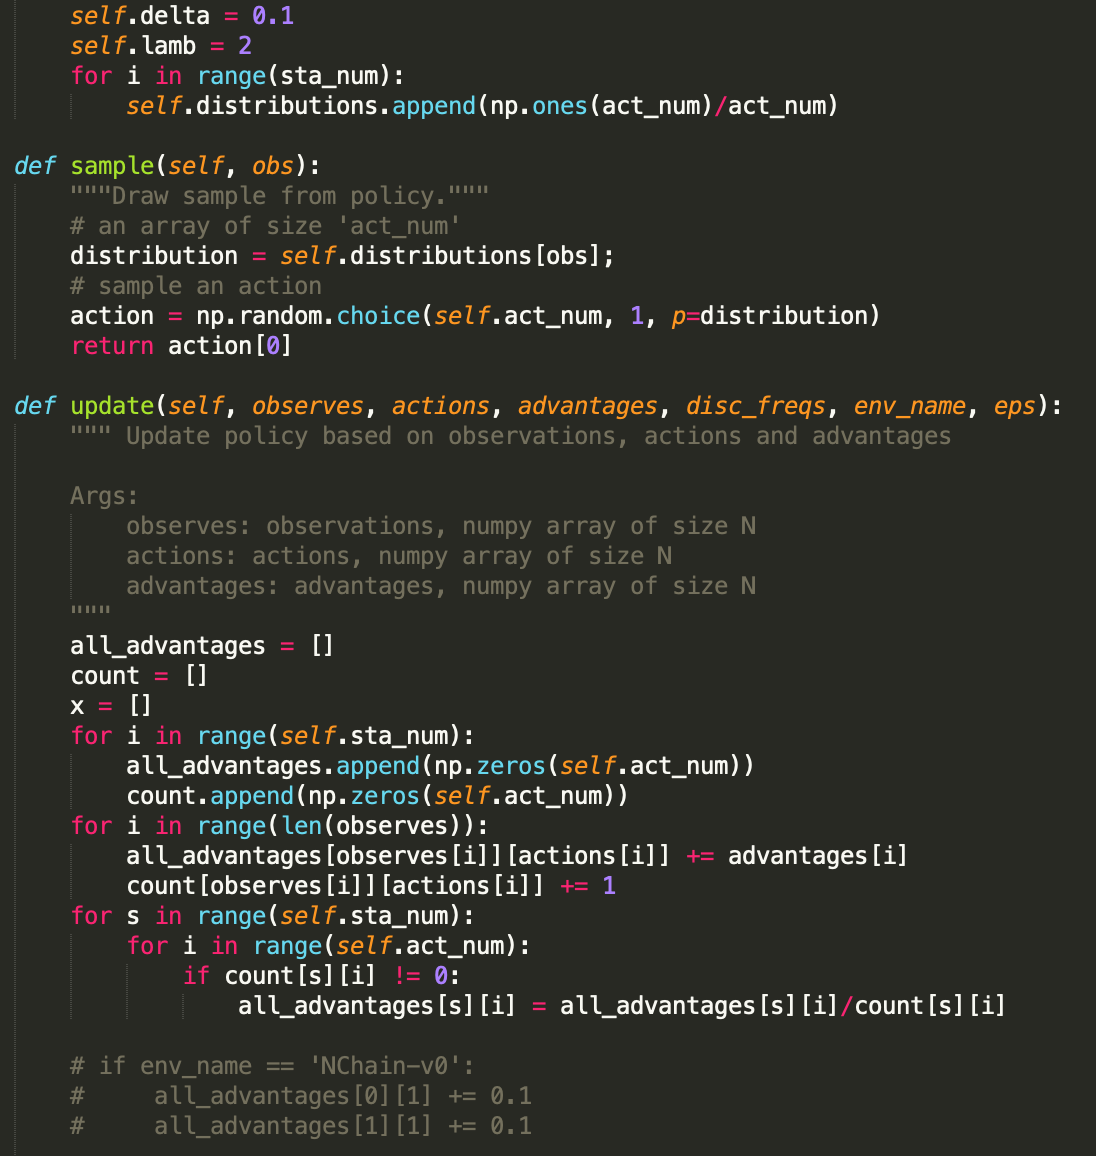 self.delta = 0.1
self.lamb = 2
for i in range(sta_num):
self.distributions.append(np.ones(act_num)/act_num)
def sample(self, obs):
"""Draw sample from policy."""
# an array of size 'act_num'
distribution = self.distributions[obs];
# sample an action
action = np.random.choice(self.act_num, 1, p=distribution)
return action[0]
def update(self, observes, actions, advantages, disc_freqs, env_name, eps):
""" Update policy based on observations, actions and advantages
Args:
observes: observations, numpy array of size N
actions: actions, numpy array of size N
advantages: advantages, numpy array of size N
"""
all_advantages = []
count = []
x = []
for i in range(self.sta_num):
all_advantages.append(np.zeros(self.act_num))
count.append(np.zeros(self.act_num))
for i in range(len(observes)):
all_advantages[observes[i]][actions[i]] += advantages[i]
count[observes[i]][actions[i]] += 1
for s in range(self.sta_num):
for i in range(self.act_num):
if count[s][i] != 0:
all_advantages[s][i] = all_advantages[s][i]/count[s][i]
# if env_name == 'NChain-v0':
#     all_advantages[0][1] += 0.1
#     all_advantages[1][1] += 0.1